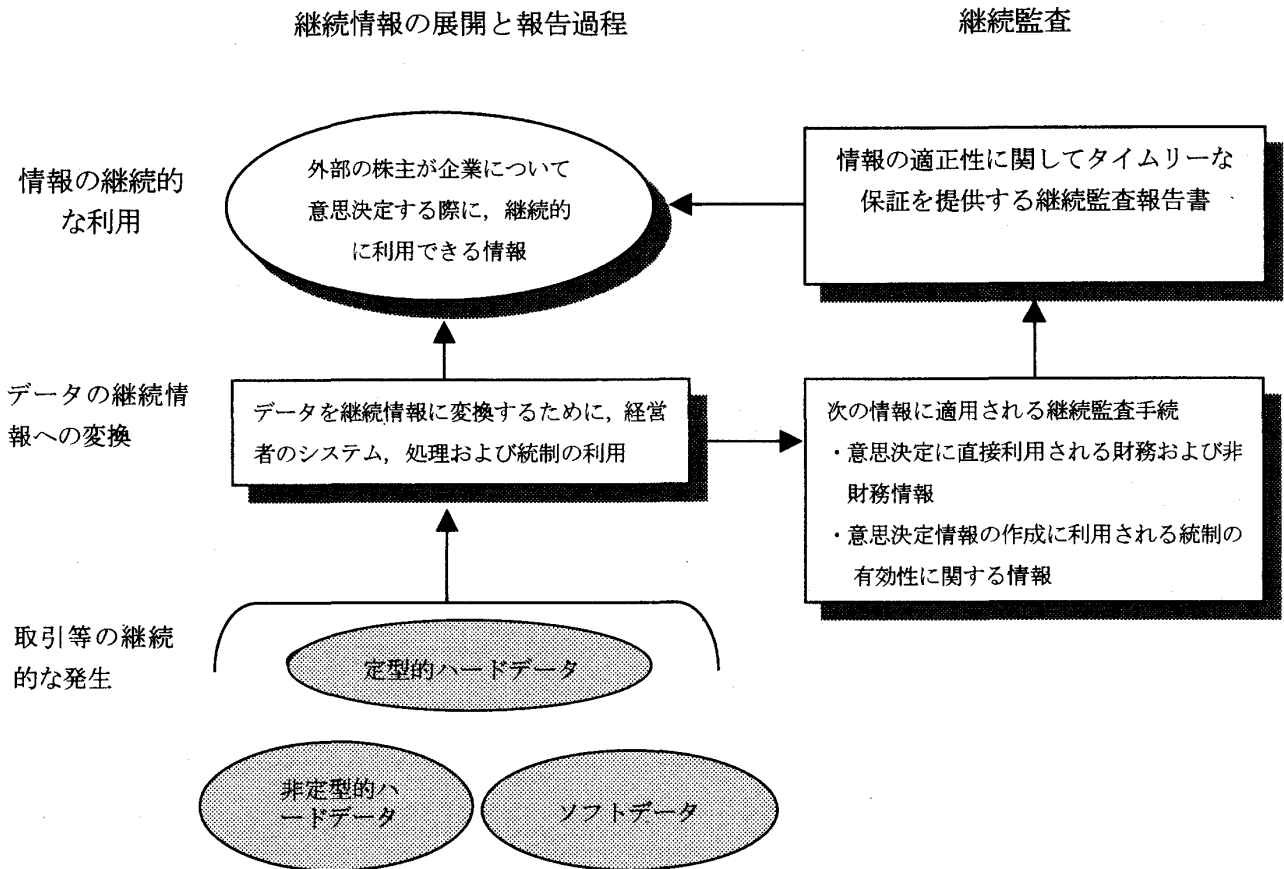 継続情報の展開と報告過程
継続監査
情報の継続的
な利用
外部の株主が企業について
意思決定する際に，継続的
に利用できる情報
情報の適正性に関してタイムリーな
保証を提供する継続監査報告書
データの継続情
報への変換
データを継続情報に変換するために，経営
者のシステム，処理および統制の利用
次の情報に適用される継続監査手続
・意思決定に直接利用される財務および非
財務情報
・意思決定情報の作成に利用される統制の
有効性に関する情報
取引等の継続
的な発生
定型的ハードデータ
非定型的ハ
ードデータ
ソフトデータ